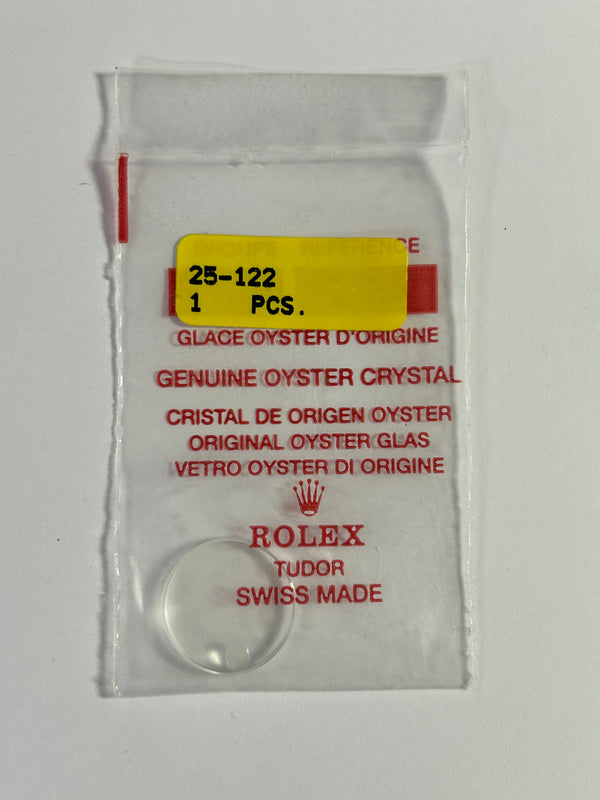 GROUPE REFERENCE
25-122
1 PCS.
GLACE OYSTER D'ORIGINE
GENUINE OYSTER CRYSTAL
CRISTAL DE ORIGEN OYSTER
ORIGINAL OYSTER GLAS
VETRO OYSTER DI ORIGINE
ROLEX
TUDOR
SWISS MADE